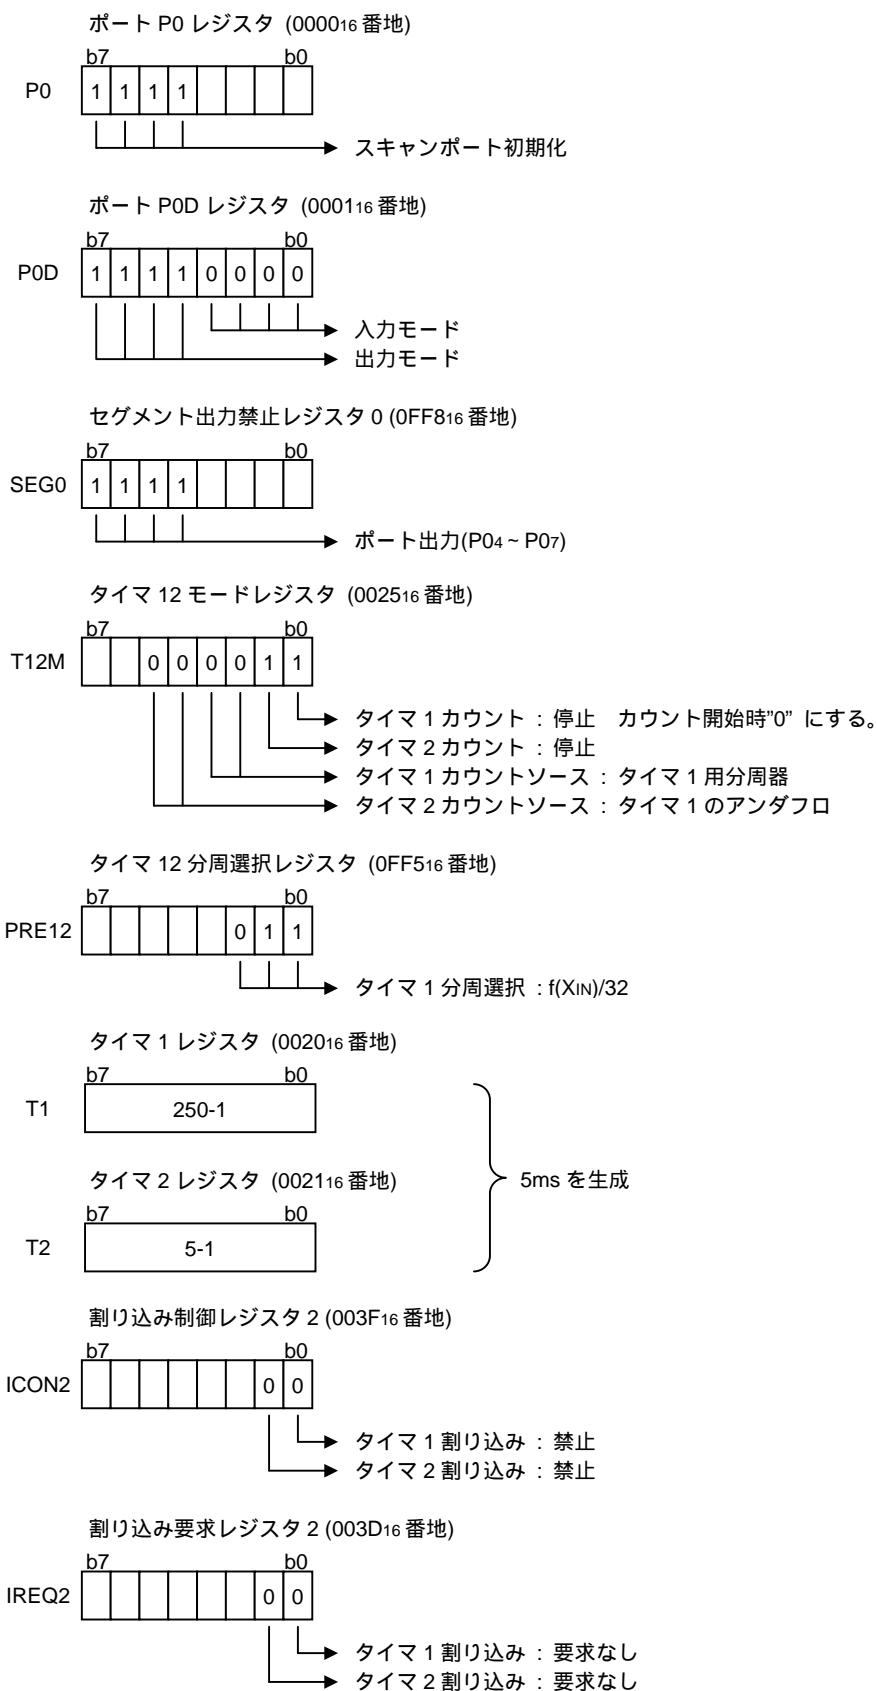 ポート P0 レジスタ (000016 番地)
b7 b0
P0 1 1 1 1
スキャンポート初期化
ポート P0D レジスタ (000116 番地)
b7 b0
P0D 1 1 1 1 0 0 0 0
入力モード
出力モード
セグメント出力禁止レジスタ 0 (0FF816 番地)
b7 b0
SEG0 1 1 1 1
ポート出力(P04 ~ P07)
タイマ 12 モードレジスタ (002516 番地)
b7 b0
T12M 0 0 0 0 1 1
タイマ 1 カウント : 停止 カウント開始時"0" にする。
タイマ 2 カウント : 停止
タイマ 1 カウントソース : タイマ 1 用分周器
タイマ 2 カウントソース : タイマ 1 のアンダフロ
タイマ 12 分周選択レジスタ (0FF516 番地)
b7 b0
PRE12 0 1 1
タイマ 1 分周選択 : f(XIN)/32
タイマ 1 レジスタ (002016 番地)
b7 b0
T1 250-1
タイマ 2 レジスタ (002116 番地)
5ms を生成
b7 b0
T2 5-1
割り込み制御レジスタ 2 (003F16 番地)
b7 b0
ICON2 0 0
タイマ 1 割り込み : 禁止
タイマ 2 割り込み : 禁止
割り込み要求レジスタ 2 (003D16 番地)
b7 b0
IREQ2 0 0
タイマ 1 割り込み : 要求なし
タイマ 2 割り込み : 要求なし